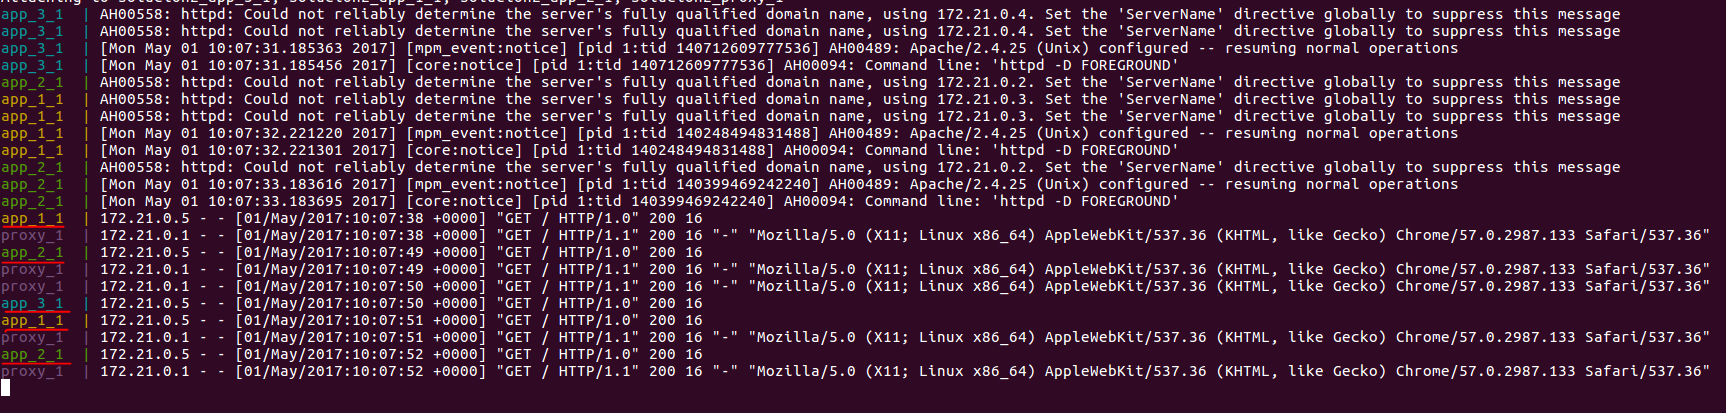 app_3_1 | AH00558: httpd: Could not reliably determine the server's fully qualified domain name, using 172.21.0.4. Set the 'ServerName' directive globally to suppress this message
app_3_1 | AH00558: httpd: Could not reliably determine the server's fully qualified domain name, using 172.21.0.4. Set the 'ServerName' directive globally to suppress this message
app_3_1 | [Mon May 01 10:07:31.185363 2017] [mpm_event:notice] [pid 1:tid 140712609777536] AH00489: Apache/2.4.25 (Unix) configured -- resuming normal operations
app_3_1 | [Mon May 01 10:07:31.185456 2017] [core:notice] [pid 1:tid 140712609777536] AH00094: Command line: 'httpd -D FOREGROUND'
app_2_1 | AH00558: httpd: Could not reliably determine the server's fully qualified domain name, using 172.21.0.2. Set the 'ServerName' directive globally to suppress this message
app_1_1 | AH00558: httpd: Could not reliably determine the server's fully qualified domain name, using 172.21.0.3. Set the 'ServerName' directive globally to suppress this message
app_1_1 | AH00558: httpd: Could not reliably determine the server's fully qualified domain name, using 172.21.0.3. Set the 'ServerName' directive globally to suppress this message
app_1_1 | [Mon May 01 10:07:32.221220 2017] [mpm_event:notice] [pid 1:tid 140248494831488] AH00489: Apache/2.4.25 (Unix) configured -- resuming normal operations
app_1_1 | [Mon May 01 10:07:32.221301 2017] [core:notice] [pid 1:tid 140248494831488] AH00094: Command line: 'httpd -D FOREGROUND'
app_2_1 | AH00558: httpd: Could not reliably determine the server's fully qualified domain name, using 172.21.0.2. Set the 'ServerName' directive globally to suppress this message
app_2_1 | [Mon May 01 10:07:33.183616 2017] [mpm_event:notice] [pid 1:tid 140399469242240] AH00489: Apache/2.4.25 (Unix) configured -- resuming normal operations
app_2_1 | [Mon May 01 10:07:33.183695 2017] [core:notice] [pid 1:tid 140399469242240] AH00094: Command line: 'httpd -D FOREGROUND'
app_1_1 | 172.21.0.5 - - [01/May/2017:10:07:38 +0000] "GET / HTTP/1.0" 200 16
proxy_1 | 172.21.0.1 - - [01/May/2017:10:07:38 +0000] "GET / HTTP/1.1" 200 16 "-" "Mozilla/5.0 (X11; Linux x86_64) AppleWebKit/537.36 (KHTML, like Gecko) Chrome/57.0.2987.133 Safari/537.36"
app_2_1 | 172.21.0.5 - - [01/May/2017:10:07:49 +0000] "GET / HTTP/1.0" 200 16
proxy_1 | 172.21.0.1 - - [01/May/2017:10:07:49 +0000] "GET / HTTP/1.1" 200 16 "-" "Mozilla/5.0 (X11; Linux x86_64) AppleWebKit/537.36 (KHTML, like Gecko) Chrome/57.0.2987.133 Safari/537.36"
proxy_1 | 172.21.0.1 - - [01/May/2017:10:07:50 +0000] "GET / HTTP/1.1" 200 16 "-" "Mozilla/5.0 (X11; Linux x86_64) AppleWebKit/537.36 (KHTML, like Gecko) Chrome/57.0.2987.133 Safari/537.36"
app_3_1 | 172.21.0.5 - - [01/May/2017:10:07:50 +0000] "GET / HTTP/1.0" 200 16
app_1_1 | 172.21.0.5 - - [01/May/2017:10:07:51 +0000] "GET / HTTP/1.0" 200 16
proxy_1 | 172.21.0.1 - - [01/May/2017:10:07:51 +0000] "GET / HTTP/1.1" 200 16 "-" "Mozilla/5.0 (X11; Linux x86_64) AppleWebKit/537.36 (KHTML, like Gecko) Chrome/57.0.2987.133 Safari/537.36"
app_2_1 | 172.21.0.5 - - [01/May/2017:10:07:52 +0000] "GET / HTTP/1.0" 200 16
proxy_1 | 172.21.0.1 - - [01/May/2017:10:07:52 +0000] "GET / HTTP/1.1" 200 16 "-" "Mozilla/5.0 (X11; Linux x86_64) AppleWebKit/537.36 (KHTML, like Gecko) Chrome/57.0.2987.133 Safari/537.36"